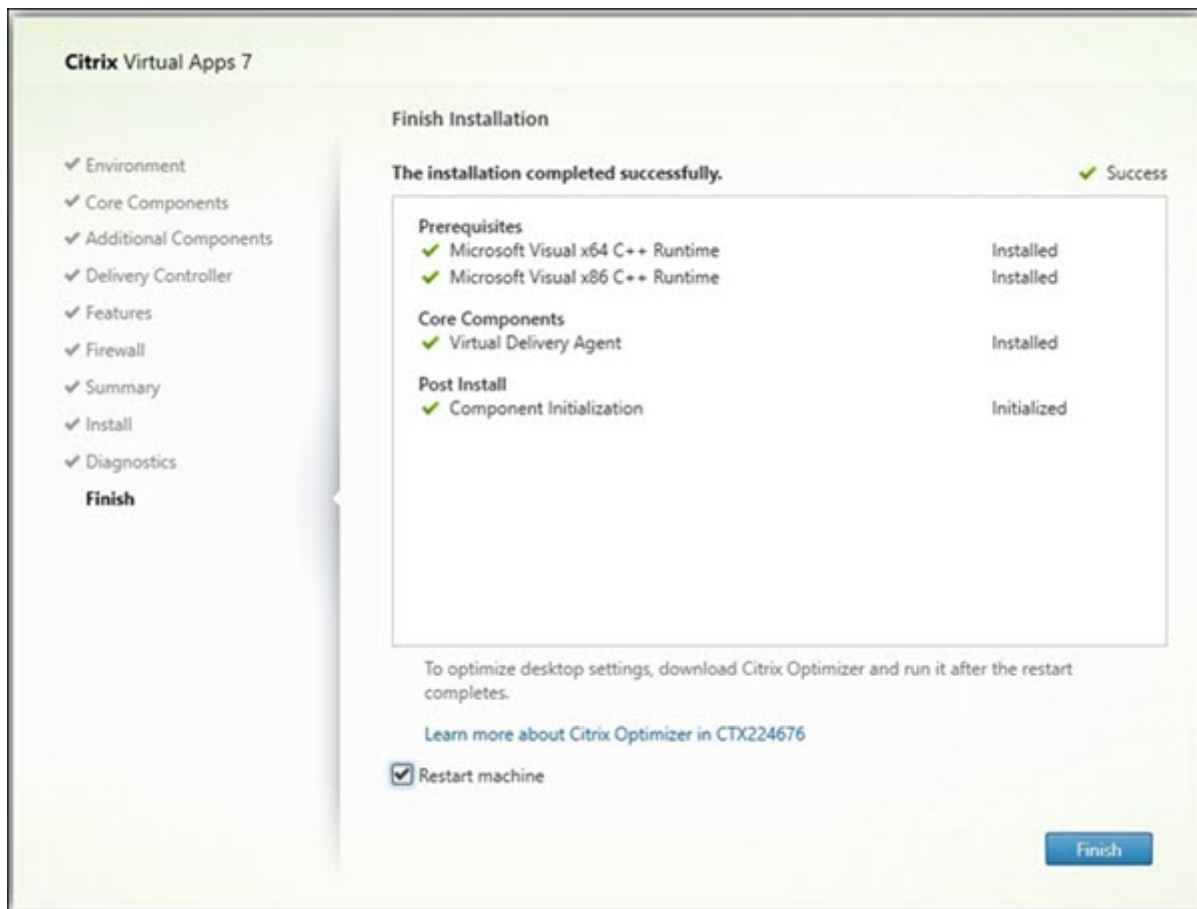 Citrix Virtual Apps 7
Environment
Core Components
Additional Components
Delivery Controller
Features
Firewall
Summary
Install
Diagnostics
Finish
Finish Installation
The installation completed successfully.
Success
Prerequisites
Microsoft Visual x64 C++ Runtime Installed
Microsoft Visual x86 C++ Runtime Installed
Core Components
Virtual Delivery Agent Installed
Post Install
Component Initialization Initialized
To optimize desktop settings, download Citrix Optimizer and run it after the restart
completes.
Learn more about Citrix Optimizer in CTX224676
Restart machine
Finish